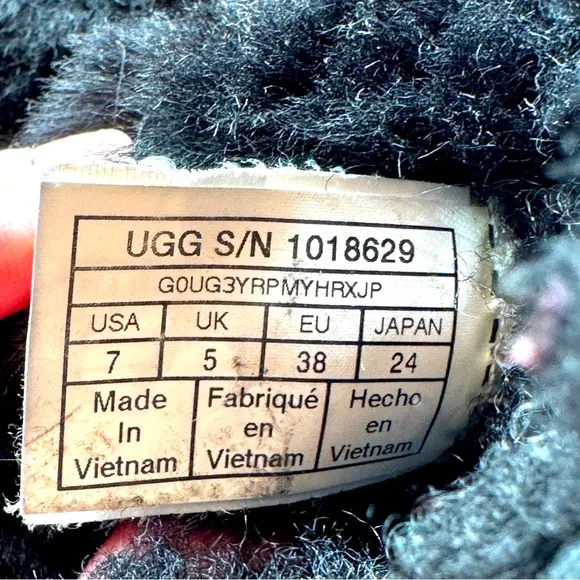 UGG S/N 1018629
G0UG3YRPMYHRXJP
USA UK EU JAPAN
7 5 38 24
Made Fabriqué Hecho
In en en
Vietnam Vietnam Vietnam